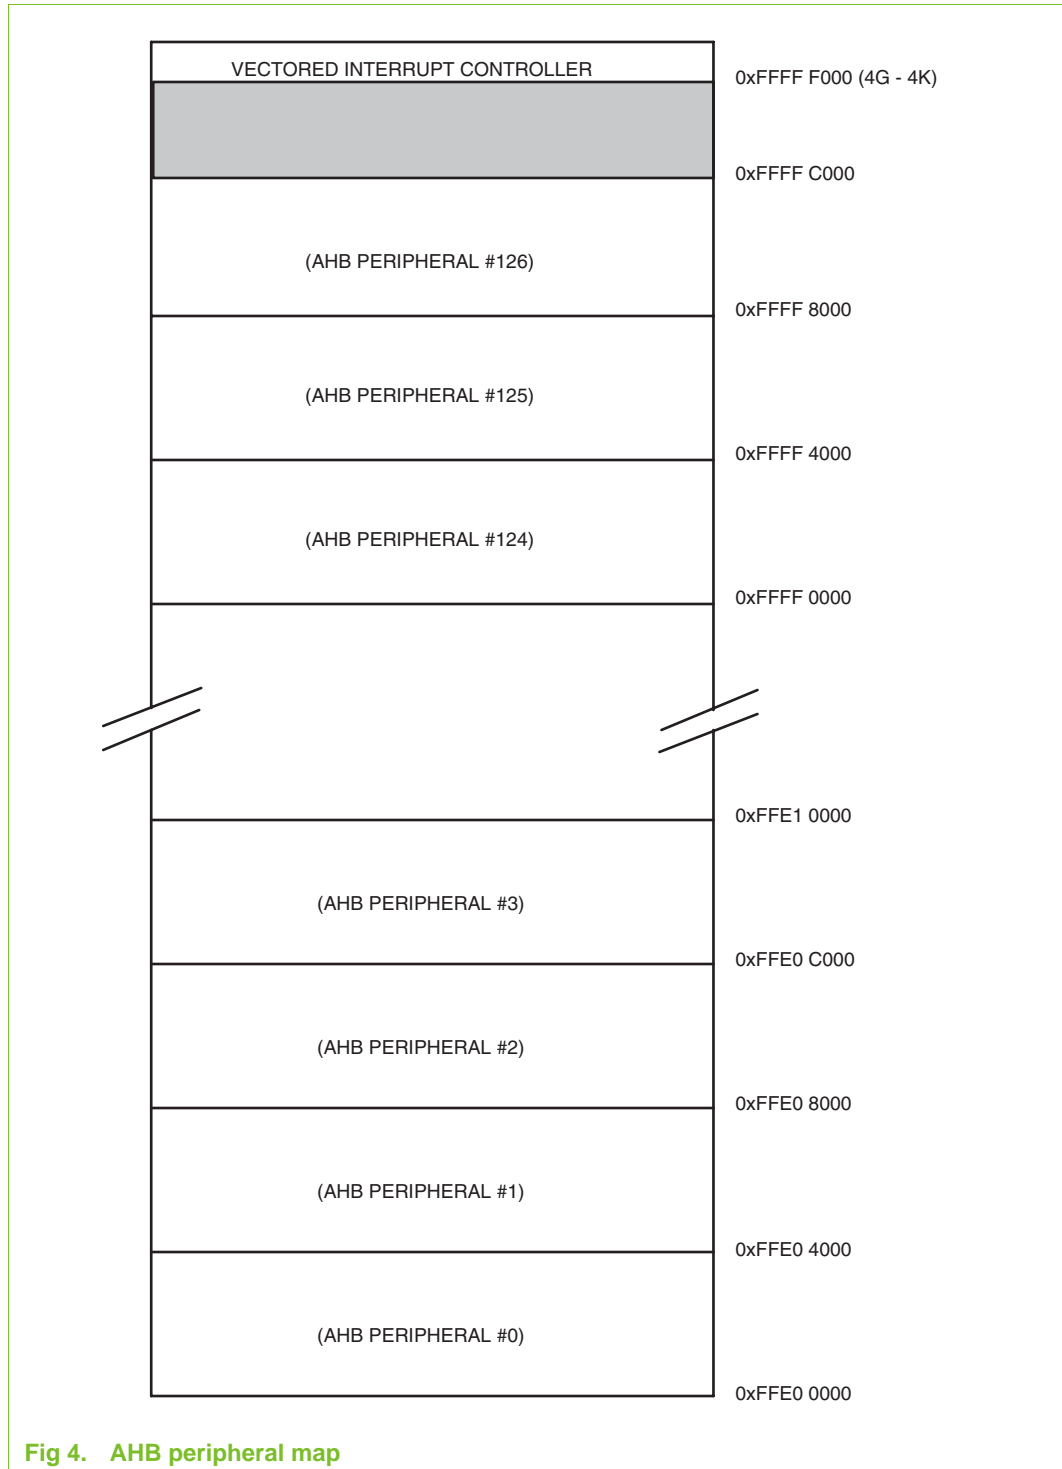 VECTORED INTERRUPT CONTROLLER
0xFFFF F000 (4G - 4K)
0xFFFF C000
(AHB PERIPHERAL #126)
0xFFFF 8000
(AHB PERIPHERAL #125)
0xFFFF 4000
(AHB PERIPHERAL #124)
0xFFFF 0000
0xFFE1 0000
(AHB PERIPHERAL #3)
0xFFE0 C000
(AHB PERIPHERAL #2)
0xFFE0 8000
(AHB PERIPHERAL #1)
0xFFE0 4000
(AHB PERIPHERAL #0)
0xFFE0 0000
Fig 4. AHB peripheral map